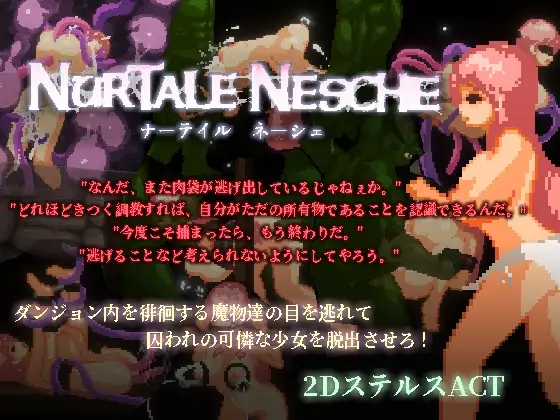 NURTALE NESCHE
ナーテイル ネーシェ
"なんだ、また肉袋が逃げ出しているじゃねぇか。"
"どれほどきつく調教すれば、自分がただの所有物であることを認識できるんだ。"
"今度こそ捕まったら、もう終わりだ。"
"逃げることなど考えられないようにしてやろう。"
ダンジョン内を徘徊する魔物達の目を逃れて
囚われの可憐な少女を脱出させろ！
2DステルスACT